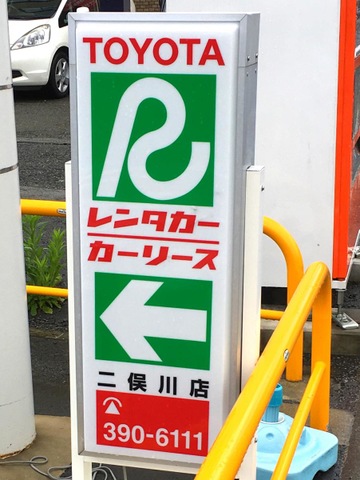 TOYOTA
R
レンタカー
カーリース
二俣川店
390-6111